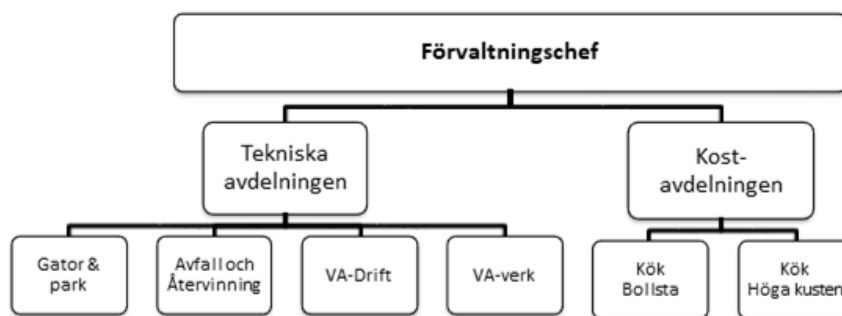 Förvaltningschef
Tekniska
avdelningen
Kost-
avdelningen
Gator &
park
Avfall och
Återvinning
VA-Drift
VA-verk
Kök
Bollsta
Kök
Höga kusten